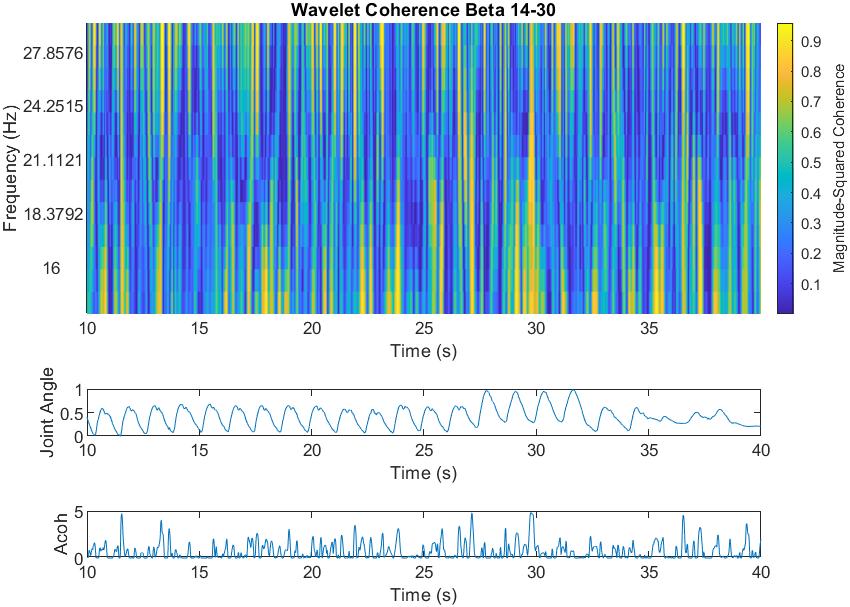 Wavelet Coherence Beta 14-30
Frequency (Hz)
27.8576
24.2515
21.1121
18.3792
16
10 15 20 25 30 35
Time (s)
0.9
0.8
0.7
0.6
0.5
0.4
0.3
0.2
0.1
Magnitude-Squared Coherence
Joint Angle
1
0.5
0
10 15 20 25 30 35 40
Time (s)
Acoh
5
0
10 15 20 25 30 35 40
Time (s)